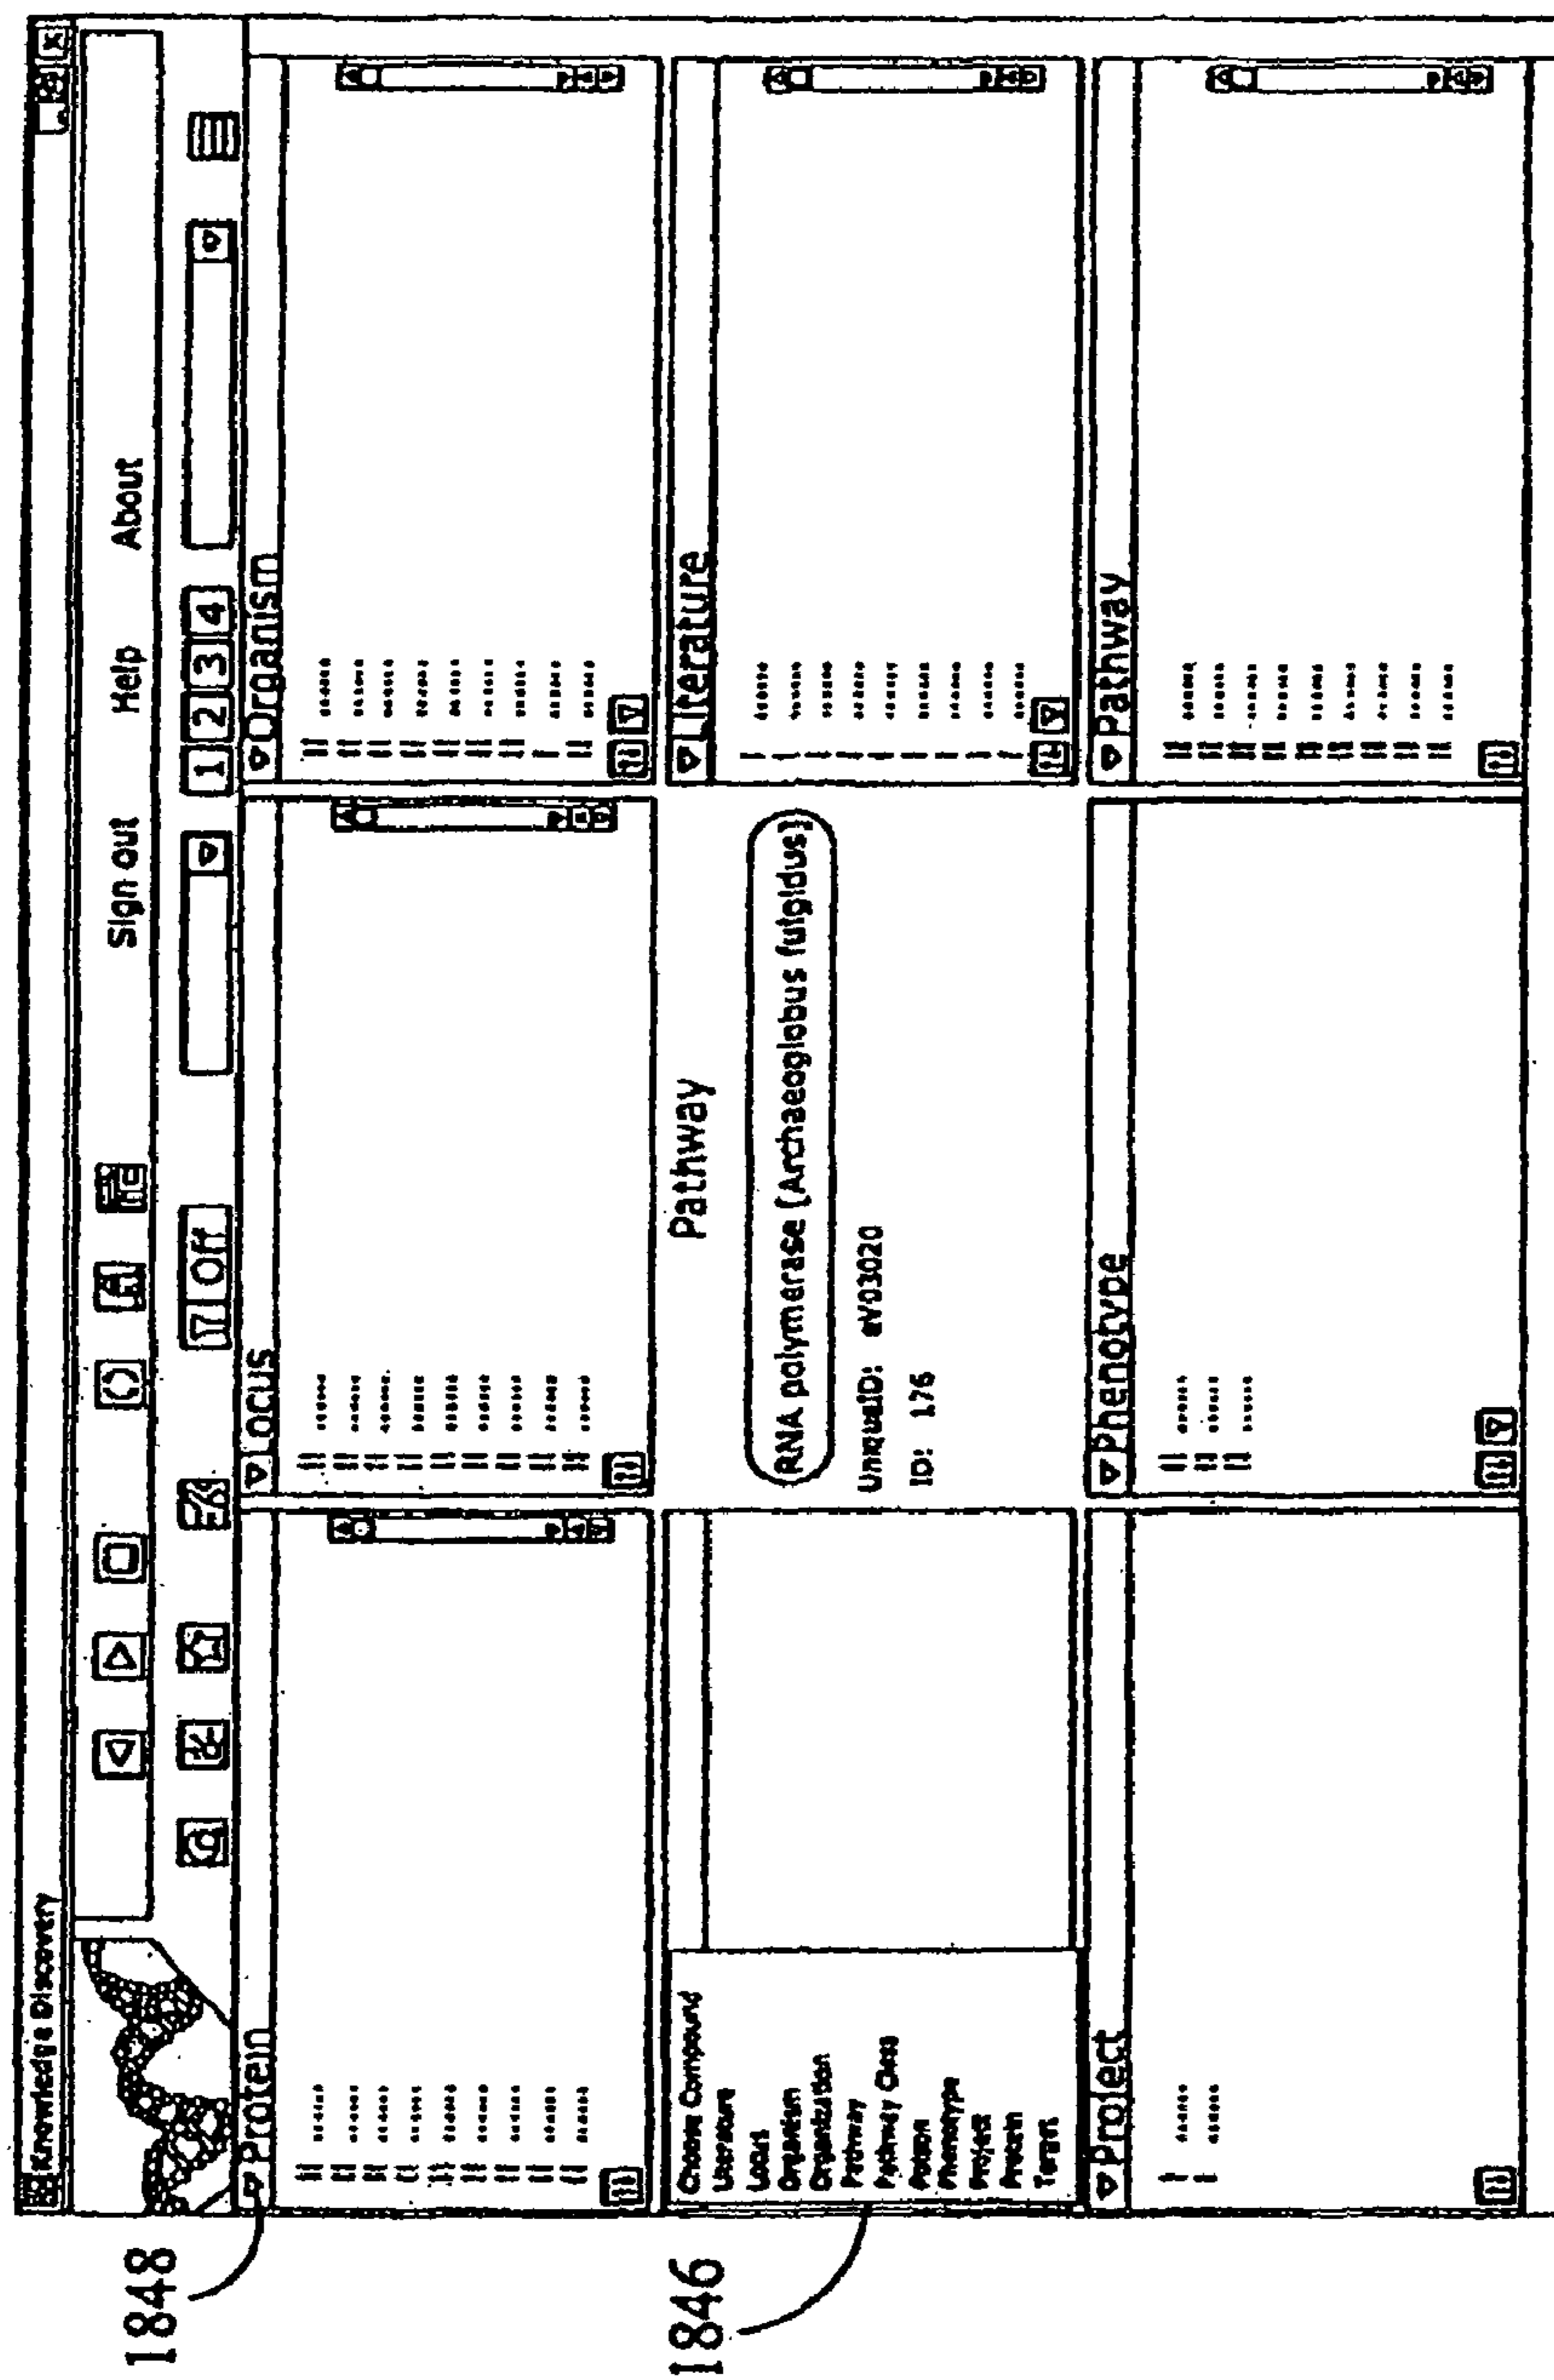 Knowledge Discovery
Sign out Help About
Off 1 2 3 4
1848
Protein
Locus
Organism
1846
Choose Compound
Literature
Locus
Organism
Organization
Pathway
Pathway Class
Phenotype
Project
Protein
Target
Pathway
RNA polymerase [Archaeoglobus fulgidus]
UniqueID: aV03020
ID: 176
Literature
Project
Phenotype
Pathway